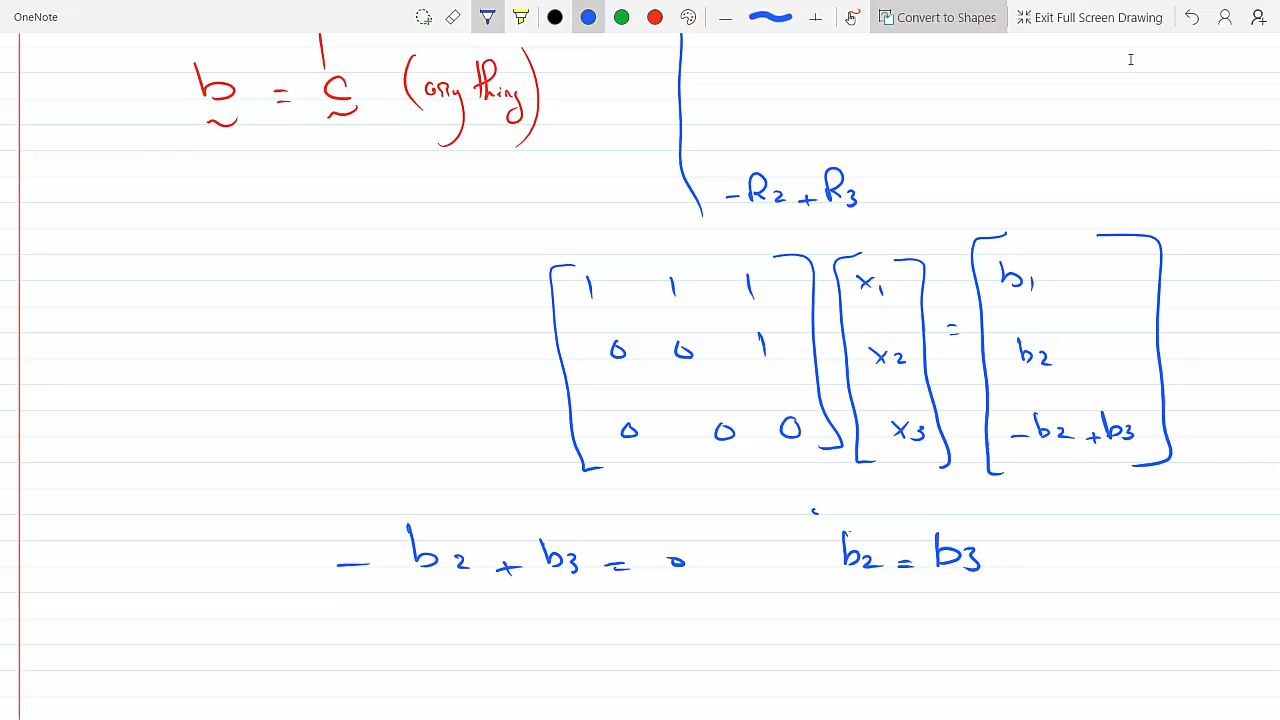 OneNote
Convert to Shapes Exit Full Screen Drawing
b = c (anything)
-R2 + R3
[1 1 1] [x1] = [b1]
[0 0 1] [x2] [b2]
[0 0 0] [x3] [-b2 + b3]
- b2 + b3 = 0 b2 = b3